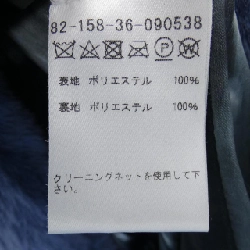 82-158-36-090538
表地 ポリエステル 100%
裏地 ポリエステル 100%
クリーニングネットを使用して下
さい。